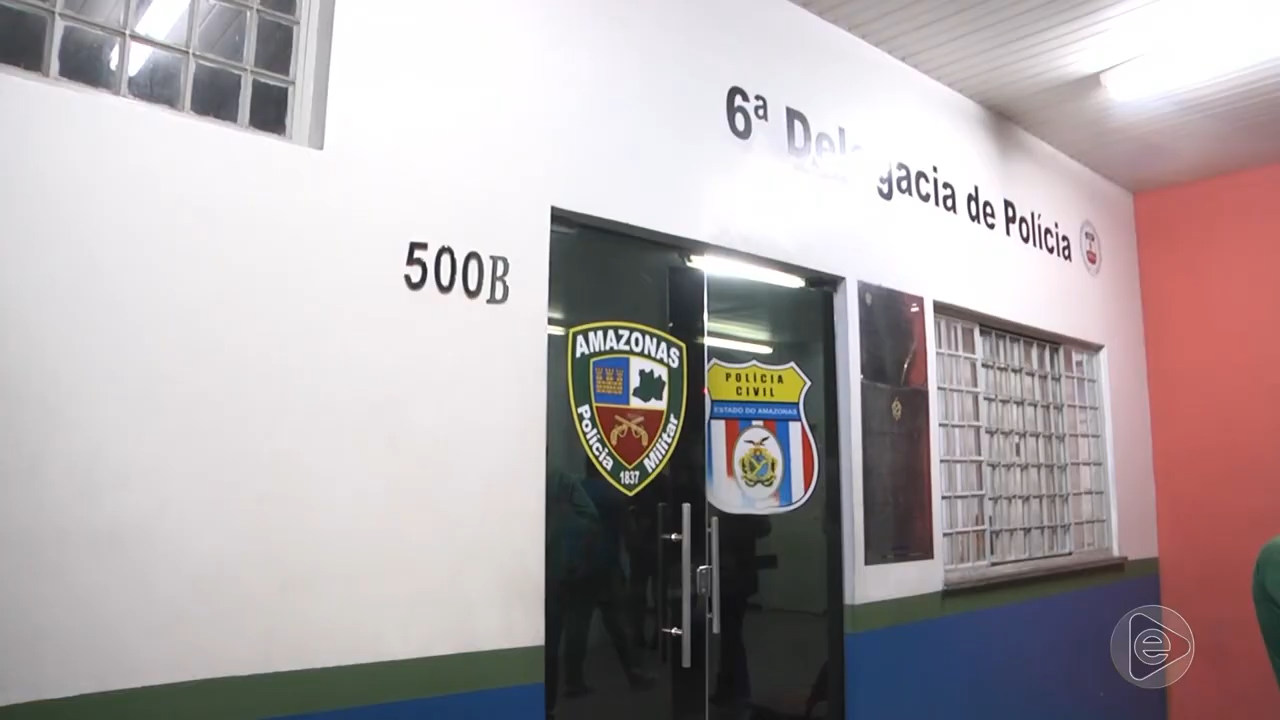 6ª Delegacia de Polícia
500B
AMAZONAS
Polícia Militar
1837
POLÍCIA
CIVIL
ESTADO DO AMAZONAS
e